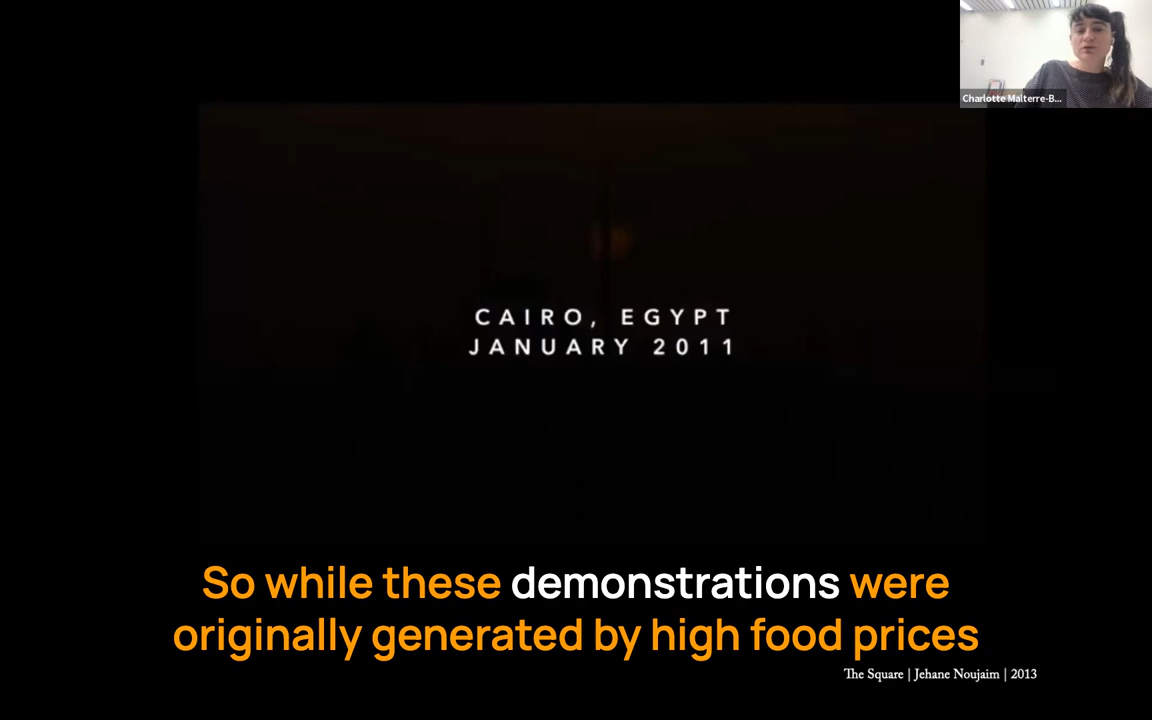 Charlotte Malterre-B...
CAIRO, EGYPT
JANUARY 2011
So while these demonstrations were
originally generated by high food prices
The Square | Jehane Noujaim | 2013